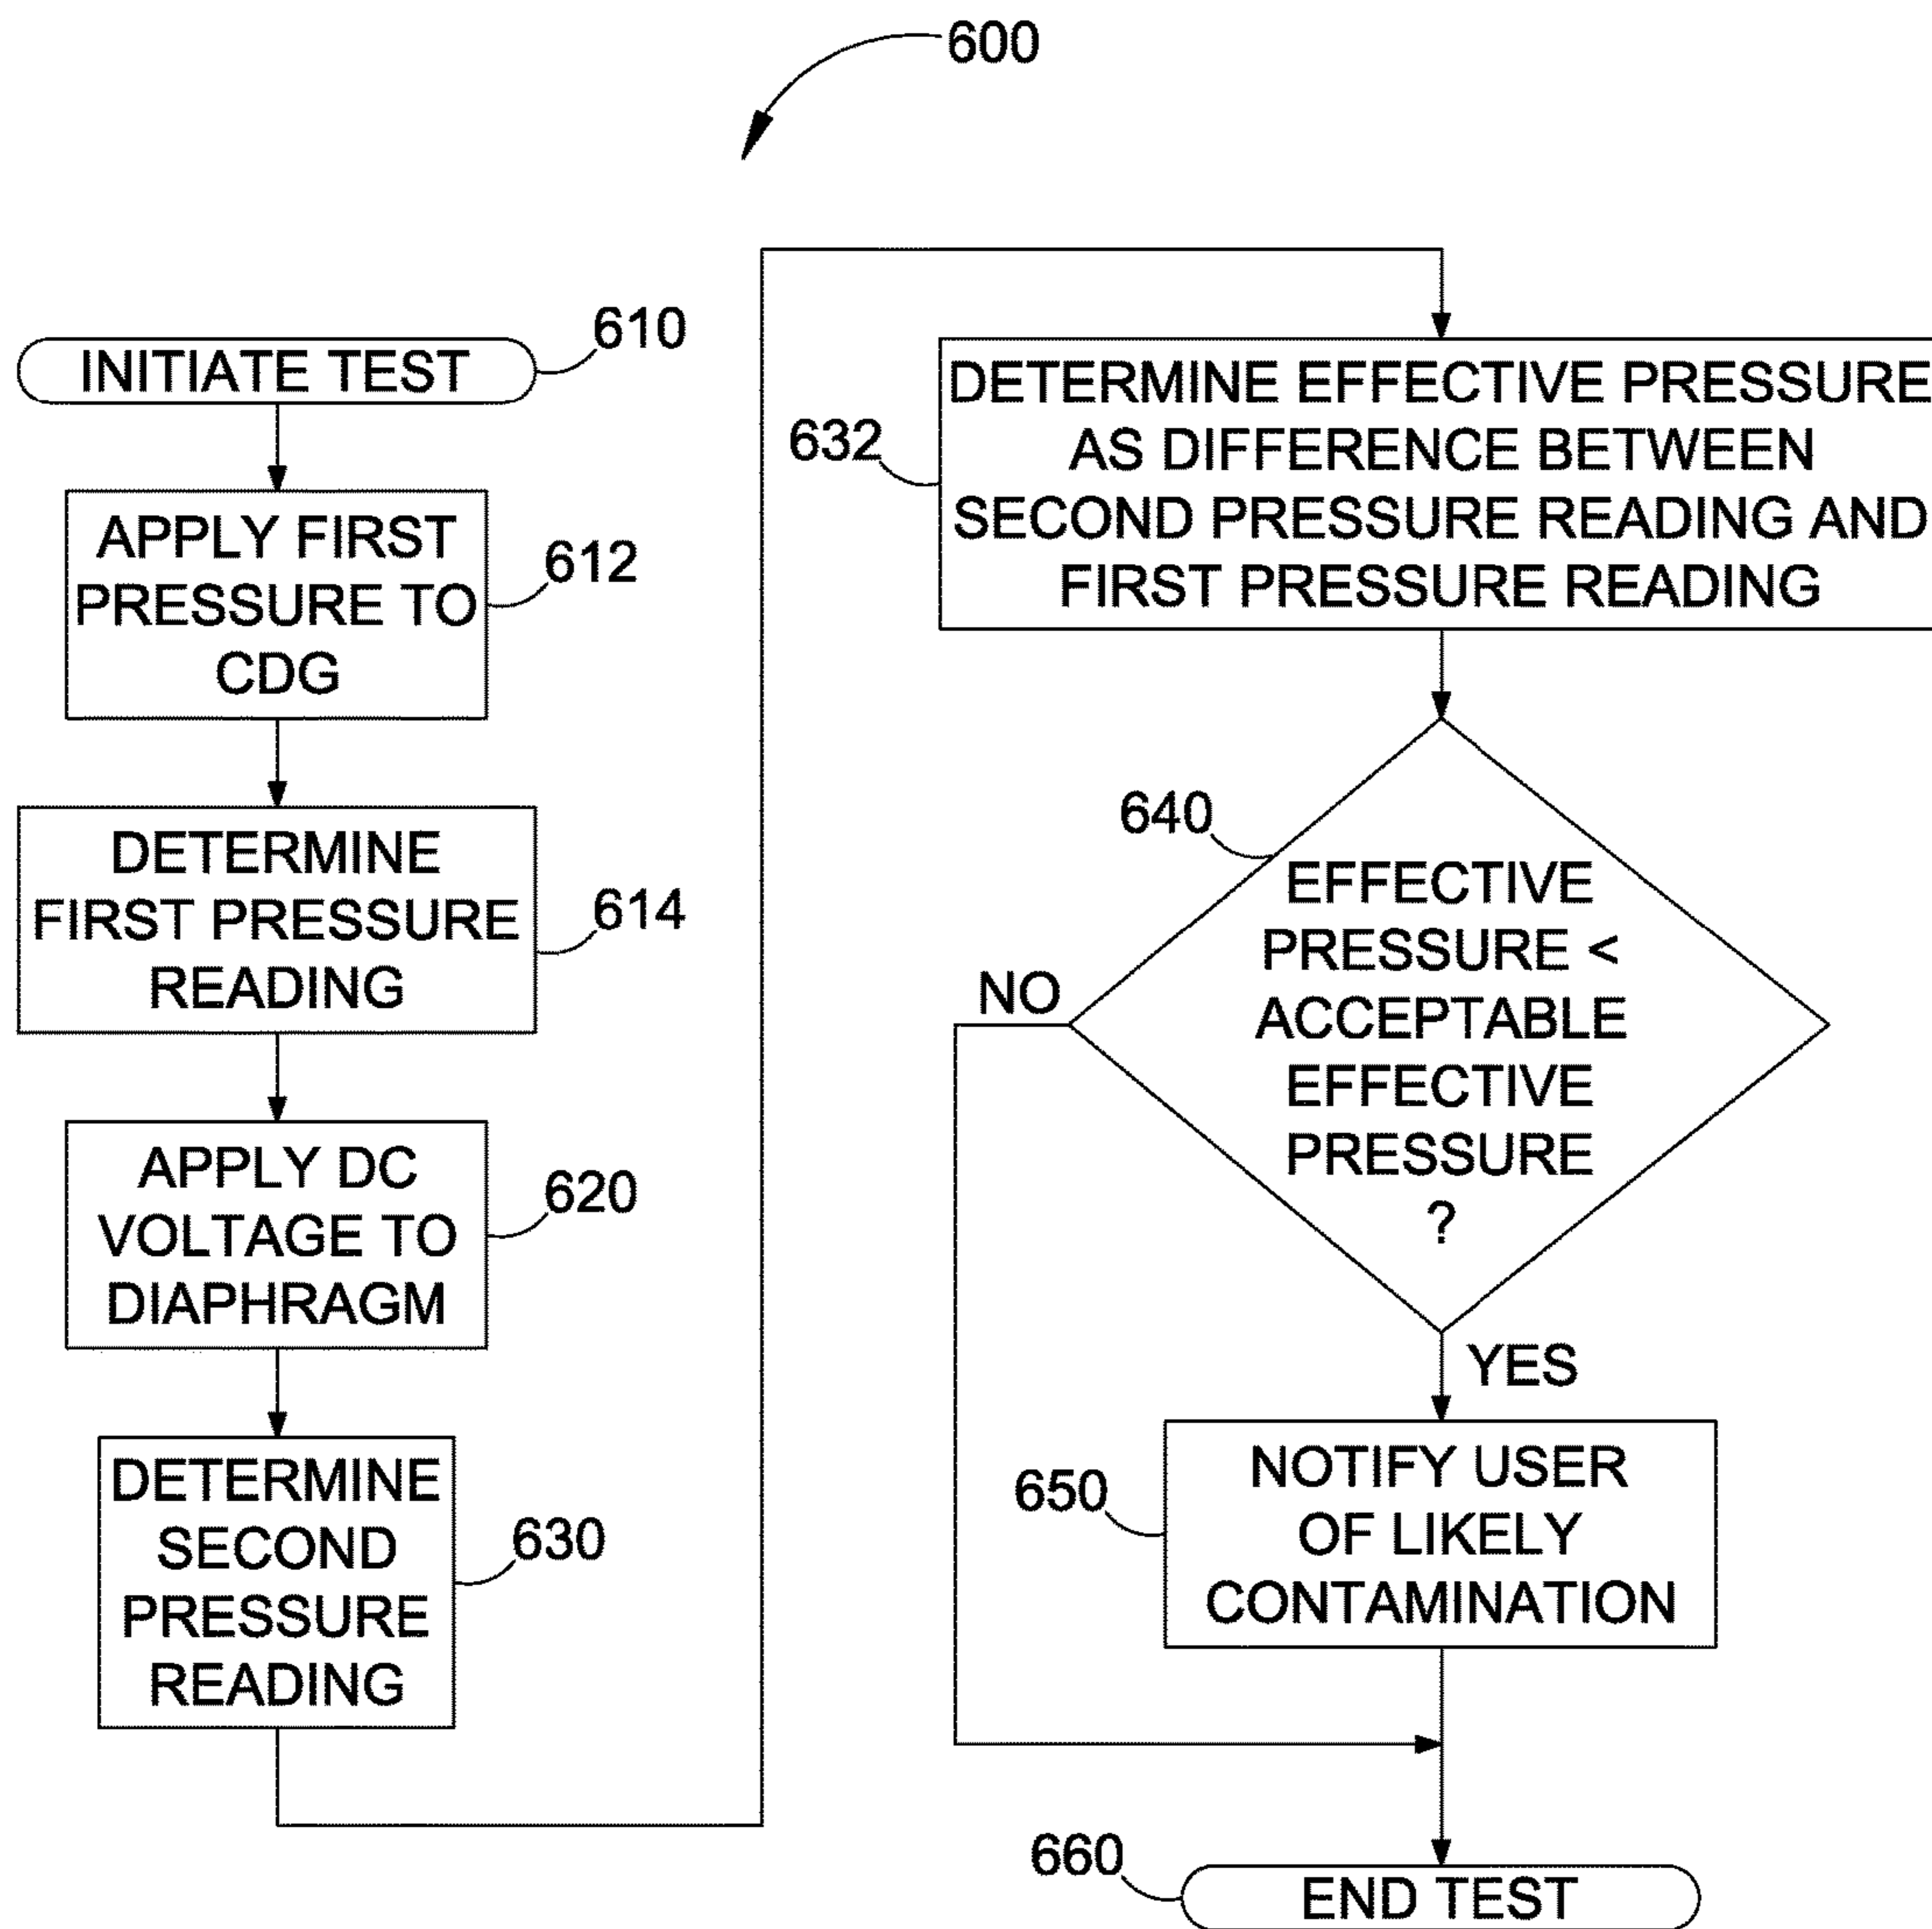 600
INITIATE TEST
610
APPLY FIRST
PRESSURE TO
CDG
612
DETERMINE
FIRST PRESSURE
READING
614
APPLY DC
VOLTAGE TO
DIAPHRAGM
620
DETERMINE
SECOND
PRESSURE
READING
630
DETERMINE EFFECTIVE PRESSURE
AS DIFFERENCE BETWEEN
SECOND PRESSURE READING AND
FIRST PRESSURE READING
632
640
EFFECTIVE
PRESSURE <
ACCEPTABLE
EFFECTIVE
PRESSURE
?
NO
YES
NOTIFY USER
OF LIKELY
CONTAMINATION
650
660
END TEST